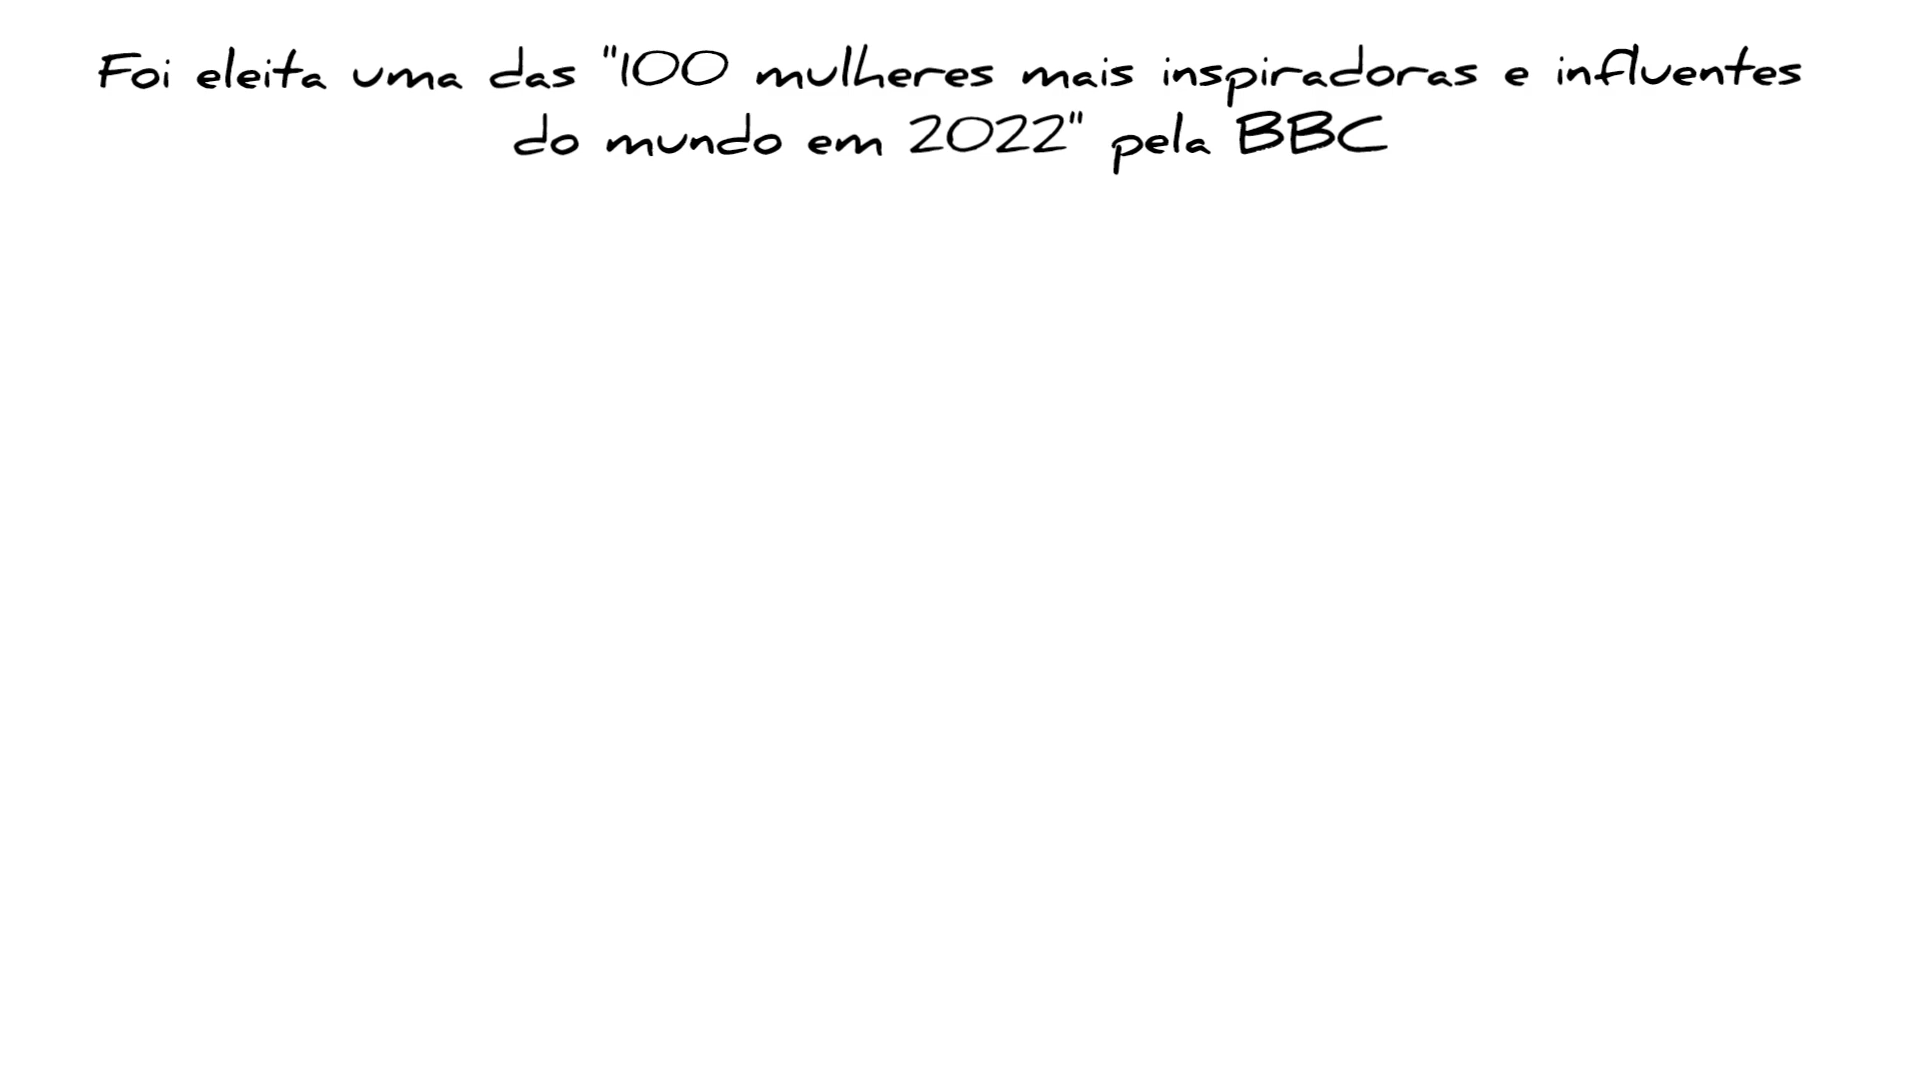 Foi eleita uma das "100 mulheres mais inspiradoras e influentes
do mundo em 2022" pela BBC